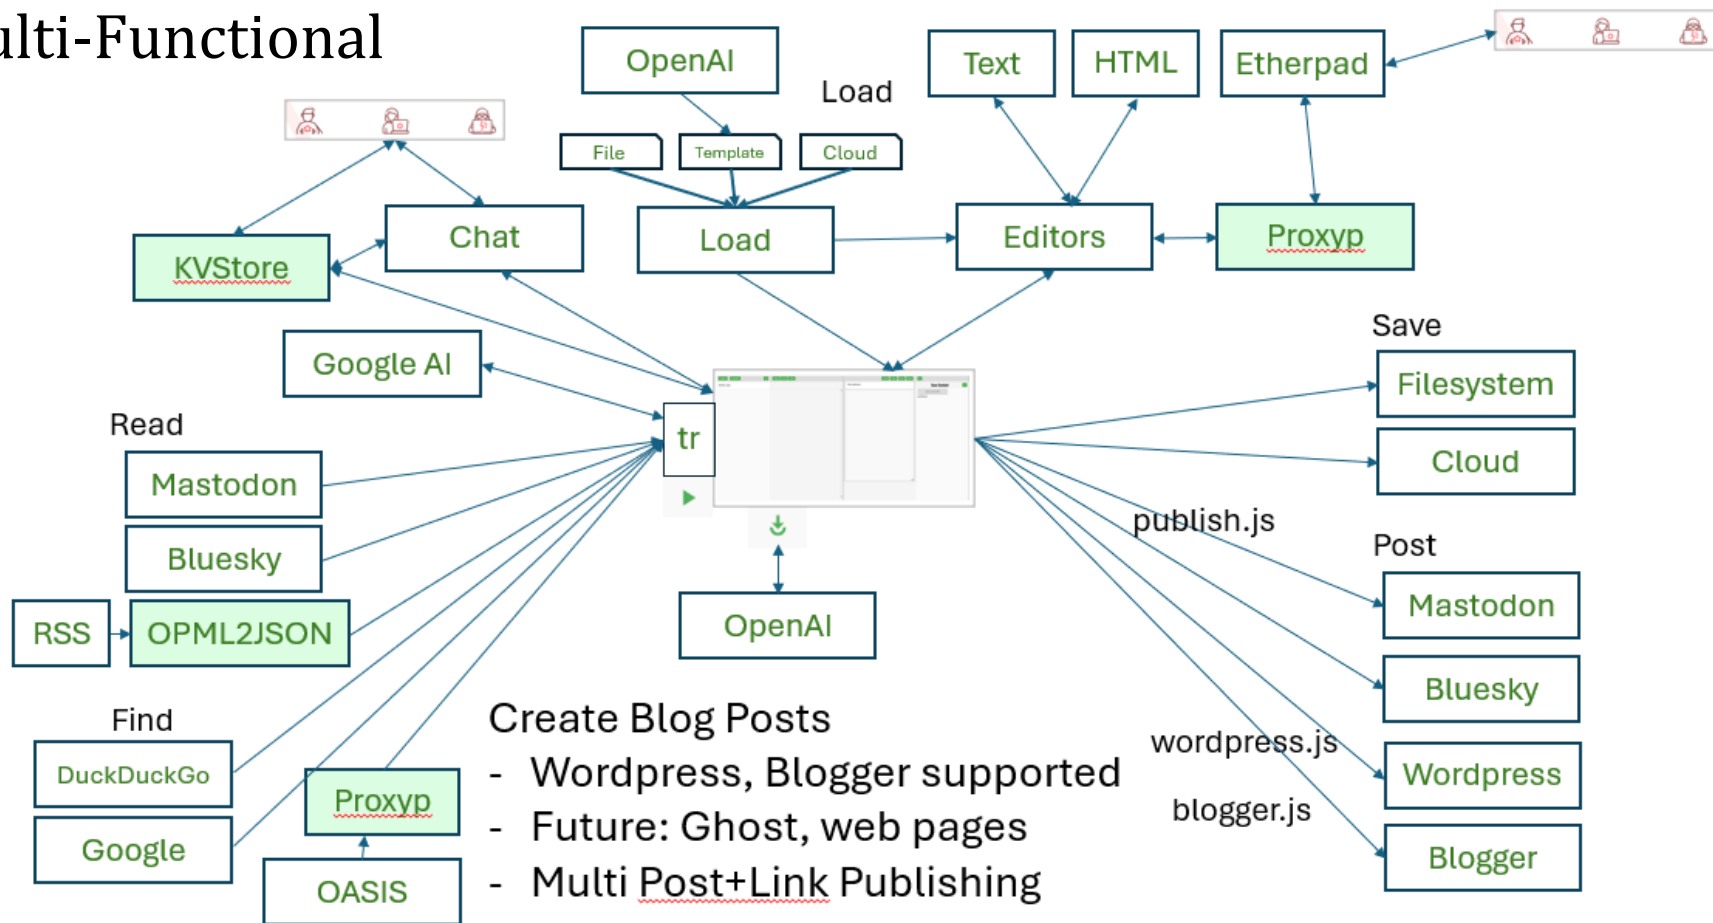 ulti-Functional
OpenAI
Load
Text
HTML
Etherpad
File
Template
Cloud
KVStore
Chat
Load
Editors
Proxyp
Google AI
Save
Filesystem
Cloud
Read
Mastodon
Bluesky
RSS
OPML2JSON
tr
OpenAI
publish.js
Post
Mastodon
Bluesky
wordpress.js
Wordpress
blogger.js
Blogger
Find
DuckDuckGo
Google
Proxyp
OASIS
Create Blog Posts
- Wordpress, Blogger supported
- Future: Ghost, web pages
- Multi Post+Link Publishing